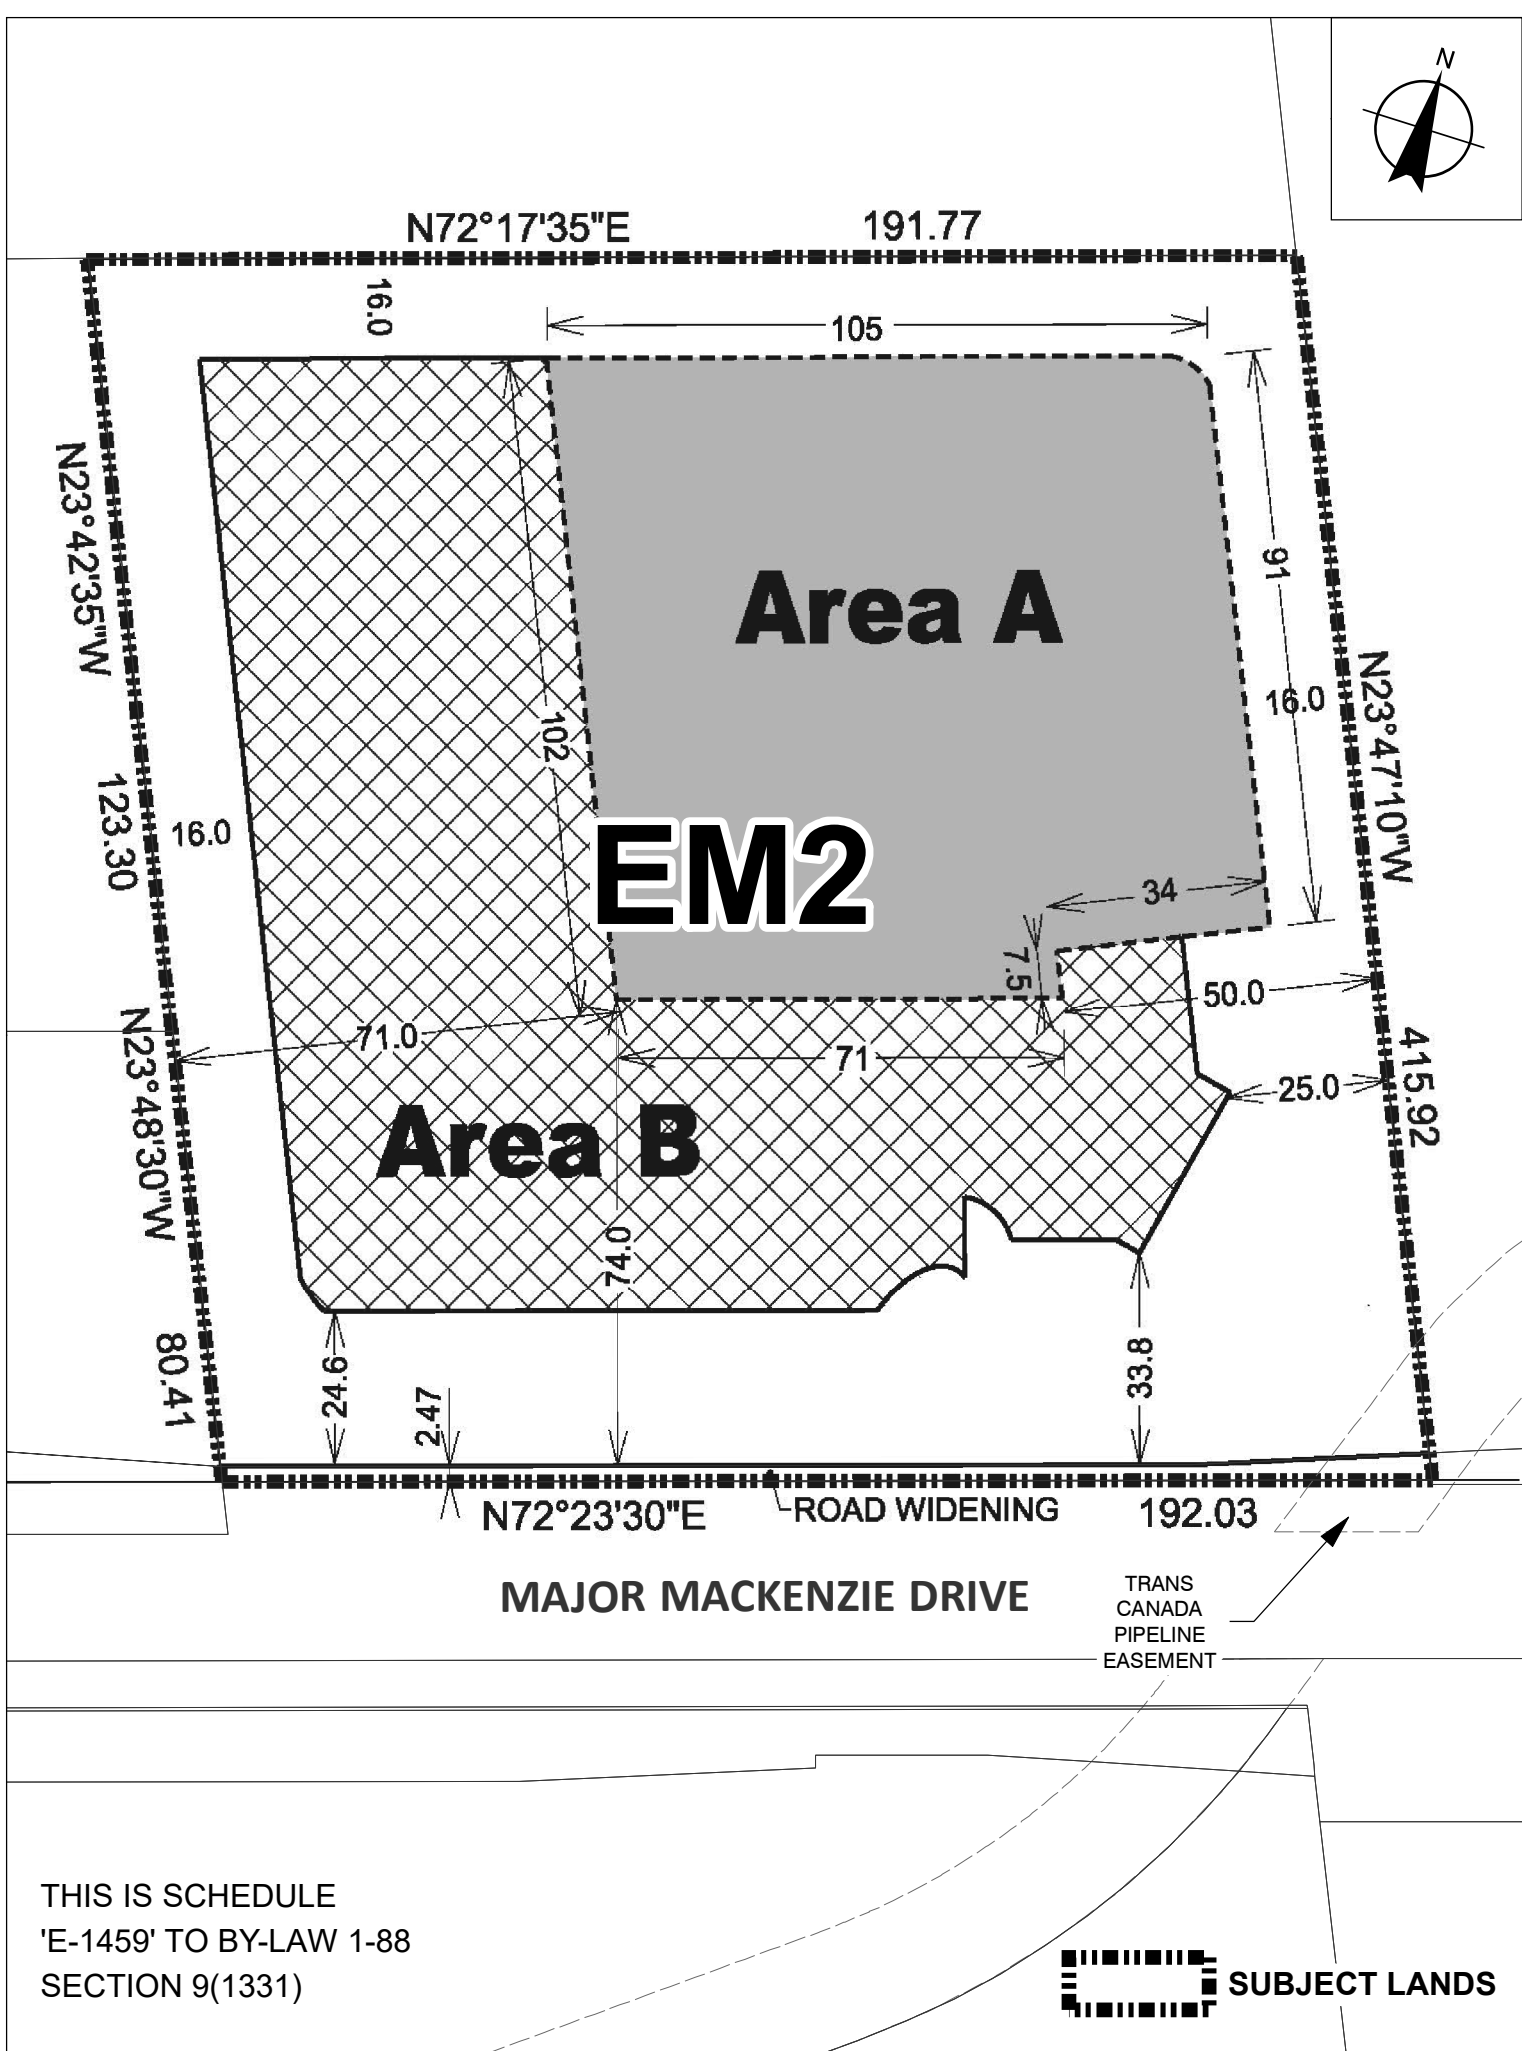 N
N72°17'35"E
191.77
16.0
105
N23°42'35"W
91
Area A
16.0
N23°47'10"W
102
123.30
16.0
EM2
34
7.5
50.0
N23°48'30"W
71.0
71
25.0
415.92
Area B
74.0
80.41
24.6
33.8
2.47
N72°23'30"E
ROAD WIDENING
192.03
MAJOR MACKENZIE DRIVE
TRANS
CANADA
PIPELINE
EASEMENT
THIS IS SCHEDULE
'E-1459' TO BY-LAW 1-88
SECTION 9(1331)
SUBJECT LANDS